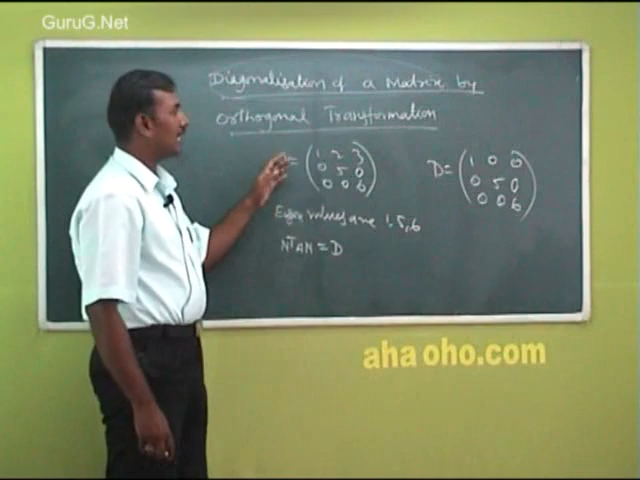 GuruG.Net
Diagonalisation of a Matrix by
Orthogonal Transformation
= ( 1 2 3
0 5 0
0 0 6 )
D = ( 1 0 0
0 5 0
0 0 6 )
Eigen values are 1, 5, 6
NᵀAN = D
aha oho.com